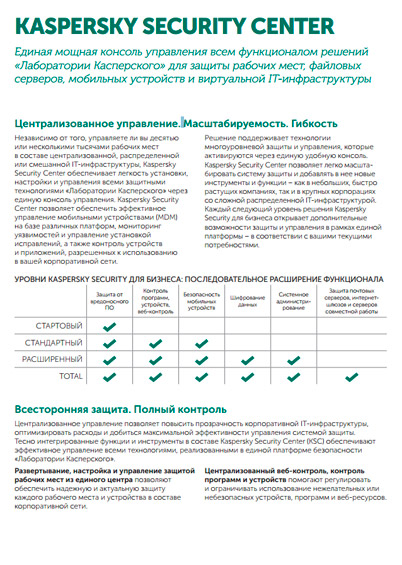 KASPERSKY SECURITY CENTER
Единая мощная консоль управления всем функционалом решений
«Лаборатории Касперского» для защиты рабочих мест, файловых
серверов, мобильных устройств и виртуальной IT-инфраструктуры
Централизованное управление. Масштабируемость. Гибкость
Независимо от того, управляете ли вы десятью
или несколькими тысячами рабочих мест
в составе централизованной, распределенной
или смешанной IT-инфраструктуры, Kaspersky
Security Center обеспечивает легкость установки,
настройки и управления всеми защитными
технологиями «Лаборатории Касперского» через
единую консоль управления. Kaspersky Security
Center позволяет обеспечить эффективное
управление мобильными устройствами (MDM)
на базе различных платформ, мониторинг
уязвимостей и управление установкой
исправлений, а также контроль устройств
и приложений, разрешенных к использованию
в вашей корпоративной сети.
Решение поддерживает технологии
многоуровневой защиты и управления, которые
активируются через единую удобную консоль.
Kaspersky Security Center позволяет легко масшта-
бировать систему защиты и добавлять в нее новые
инструменты и функции – как в небольших, быстро
растущих компаниях, так и в крупных корпорациях
со сложной распределенной IT-инфраструктурой.
Каждый следующий уровень решения Kaspersky
Security для бизнеса открывает дополнительные
возможности защиты и управления в рамках единой
платформы – в соответствии с вашими текущими
потребностями.
УРОВНИ KASPERSKY SECURITY ДЛЯ БИЗНЕСА: ПОСЛЕДОВАТЕЛЬНОЕ РАСШИРЕНИЕ ФУНКЦИОНАЛА
Защита от
вредоносного
ПО
Контроль
программ,
устройств,
веб-контроль
Безопасность
мобильных
устройств
Шифрование
данных
Системное
администри-
рование
Защита почтовых
серверов, интернет-
шлюзов и серверов
совместной работы
СТАРТОВЫЙ
СТАНДАРТНЫЙ
РАСШИРЕННЫЙ
TOTAL
Всесторонняя защита. Полный контроль
Централизованное управление позволяет повысить прозрачность корпоративной IT-инфраструктуры,
оптимизировать расходы и добиться максимальной эффективности управления системой защиты.
Тесно интегрированные функции и инструменты в составе Kaspersky Security Center (KSC) обеспечивают
эффективное управление всеми технологиями, реализованными в единой платформе безопасности
«Лаборатории Касперского».
Развертывание, настройка и управление защитой
рабочих мест из единого центра позволяют
обеспечить надежную и актуальную защиту
каждого рабочего места и устройства в составе
корпоративной сети.
Централизованный веб-контроль, контроль
программ и устройств помогают регулировать
и ограничивать использование нежелательных или
небезопасных устройств, программ и веб-ресурсов.